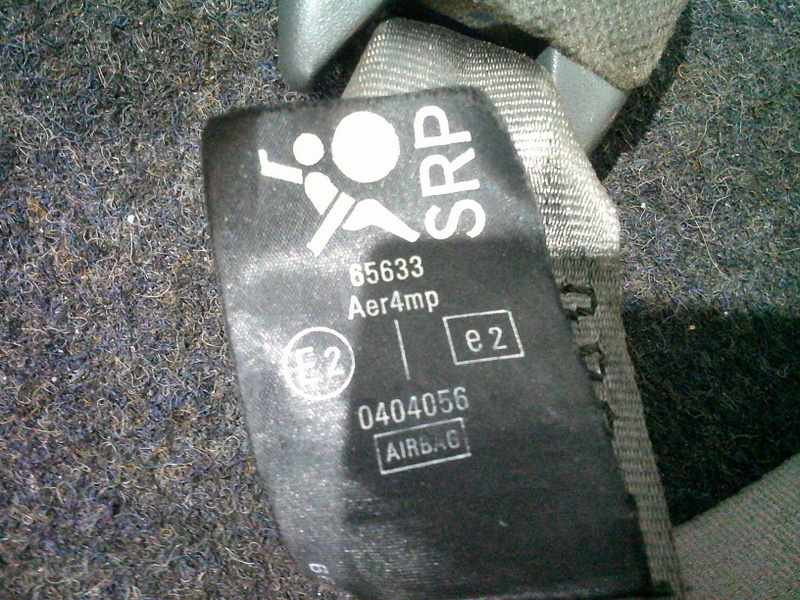 SRP
65633
Aer4mp
E2 e2
0404056
AIRBAG